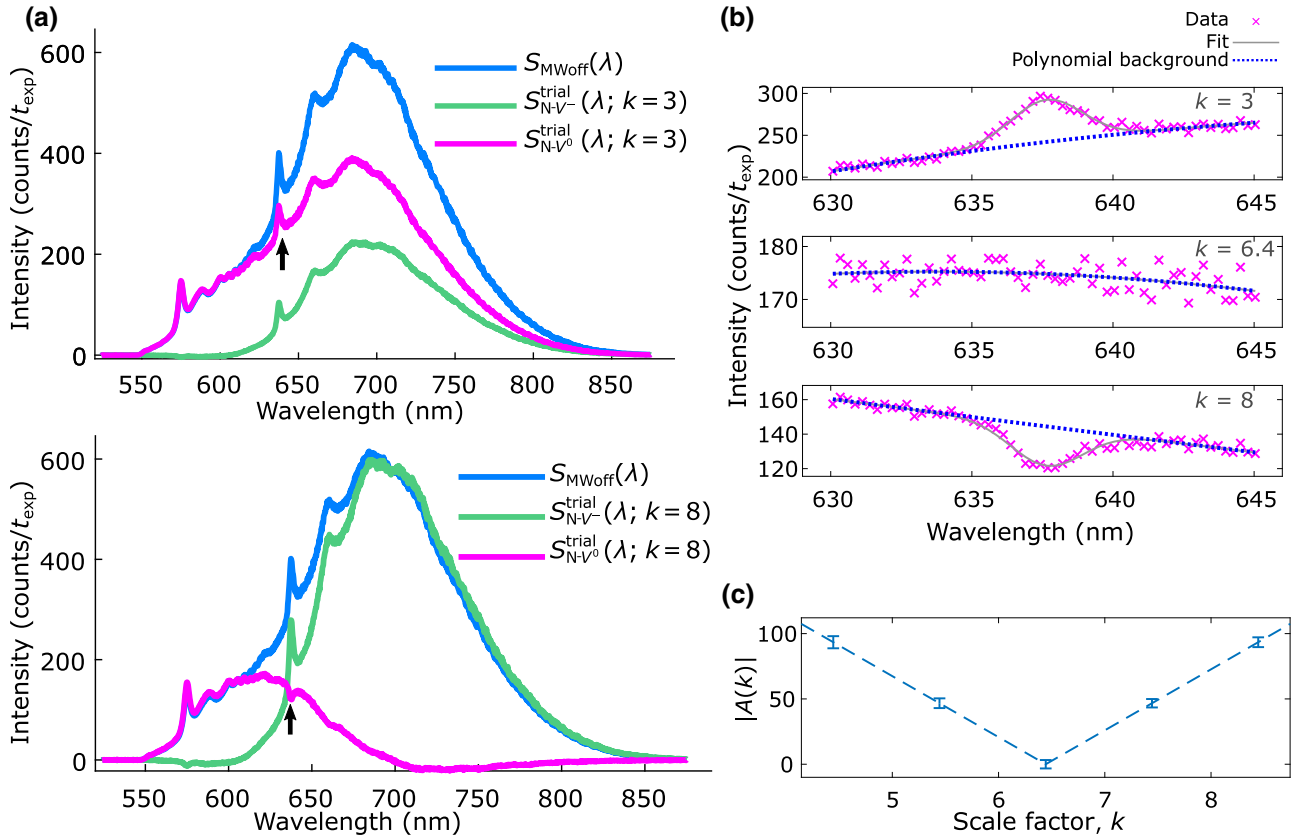 (a)
Intensity (counts/t_exp)
600
400
200
0
S_MWoff(λ)
S^trial_N-V⁻(λ; k = 3)
S^trial_N-V⁰(λ; k = 3)
550 600 650 700 750 800 850
Wavelength (nm)
Intensity (counts/t_exp)
600
400
200
0
S_MWoff(λ)
S^trial_N-V⁻(λ; k = 8)
S^trial_N-V⁰(λ; k = 8)
550 600 650 700 750 800 850
Wavelength (nm)
(b)
Data
Fit
Polynomial background
Intensity (counts/t_exp)
300
250
200
k = 3
630 635 640 645
180
170
k = 6.4
630 635 640 645
160
140
120
k = 8
630 635 640 645
Wavelength (nm)
(c)
|A(k)|
100
50
0
5 6 7 8
Scale factor, k